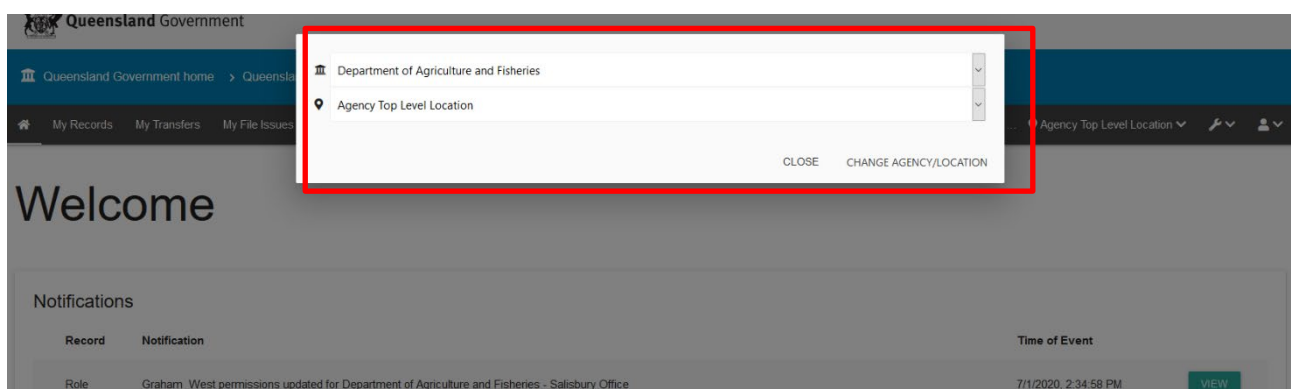 Queensland Government
Department of Agriculture and Fisheries
Queensland Government home > Queensla
Agency Top Level Location
My Records My Transfers My File Issues ... Agency Top Level Location
CLOSE CHANGE AGENCY/LOCATION
Welcome
Notifications
Record Notification Time of Event
Role Graham West permissions updated for Department of Agriculture and Fisheries - Salisbury Office 7/1/2020, 2:34:58 PM VIEW